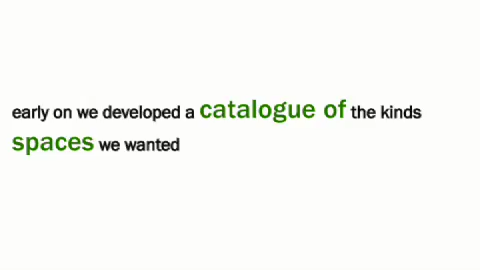 early on we developed a catalogue of the kinds
spaces we wanted